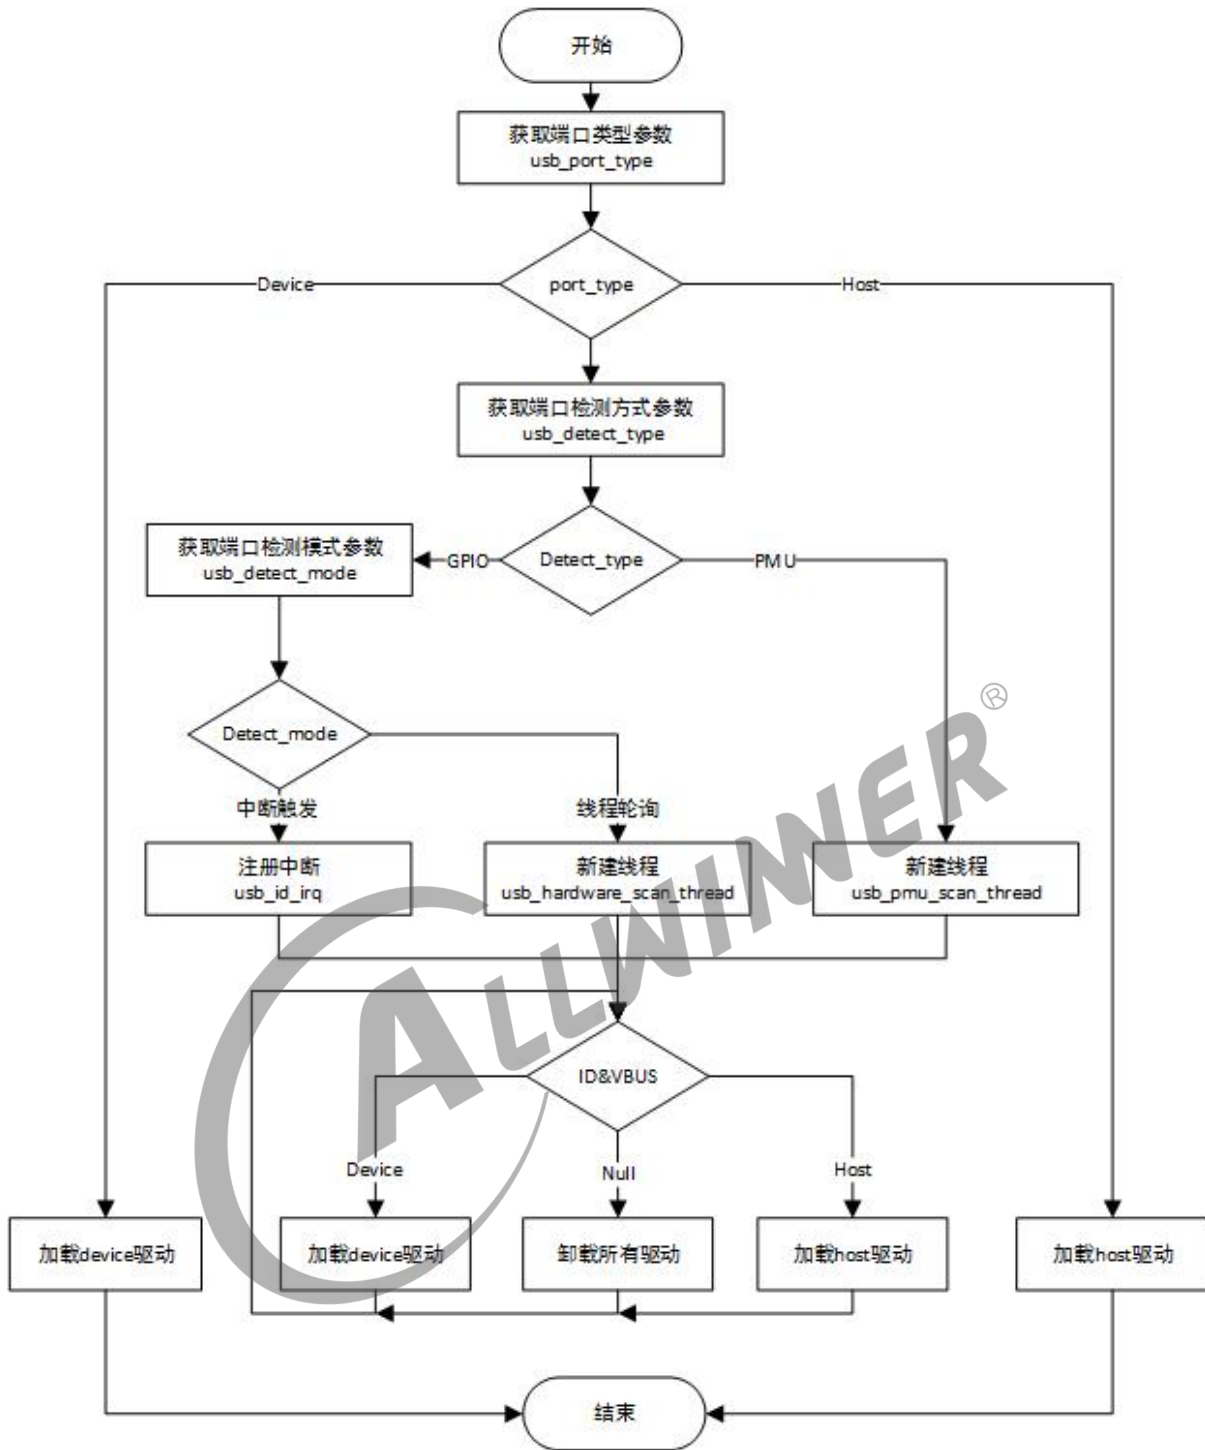 开始
获取端口类型参数
usb_port_type
Device
port_type
Host
获取端口检测方式参数
usb_detect_type
获取端口检测模式参数
usb_detect_mode
GPIO
Detect_type
PMU
Detect_mode
中断触发
线程轮询
注册中断
usb_id_irq
新建线程
usb_hardware_scan_thread
新建线程
usb_pmu_scan_thread
ALLWINNER®
ID&VBUS
Device
Null
Host
加载device驱动
加载device驱动
卸载所有驱动
加载host驱动
加载host驱动
结束